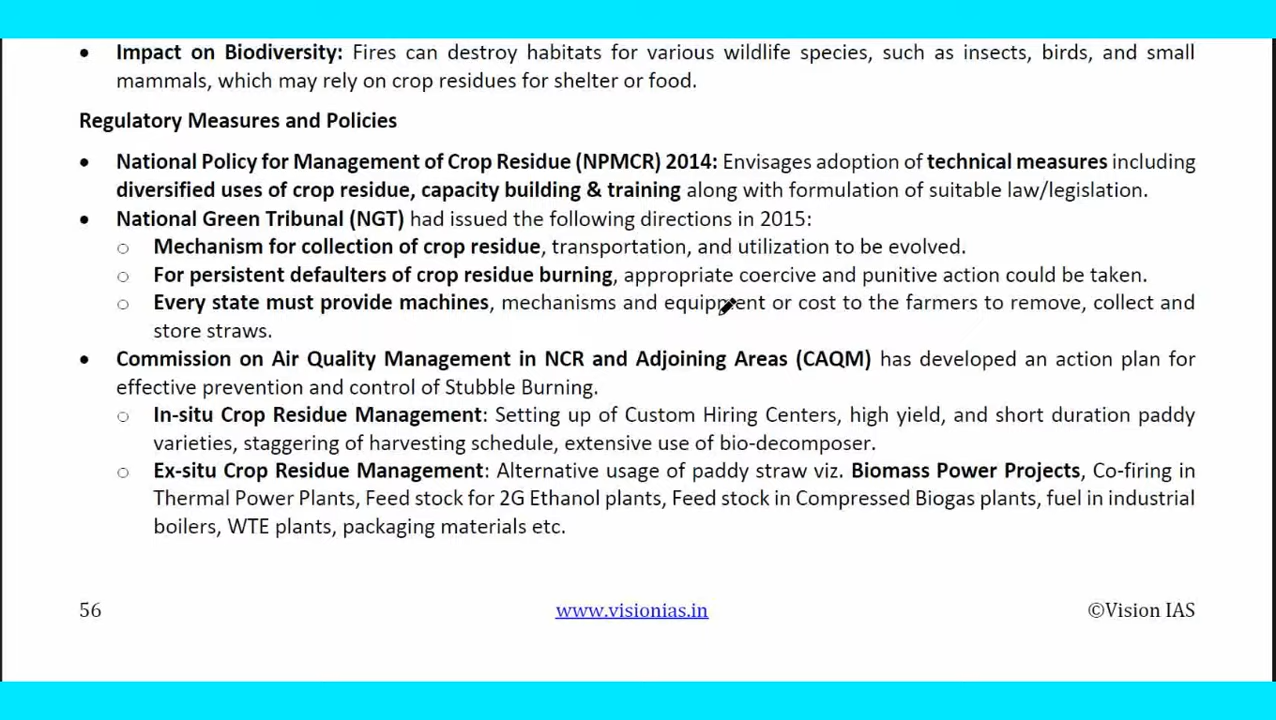 • Impact on Biodiversity: Fires can destroy habitats for various wildlife species, such as insects, birds, and small
mammals, which may rely on crop residues for shelter or food.
Regulatory Measures and Policies
• National Policy for Management of Crop Residue (NPMCR) 2014: Envisages adoption of technical measures including
diversified uses of crop residue, capacity building & training along with formulation of suitable law/legislation.
• National Green Tribunal (NGT) had issued the following directions in 2015:
○ Mechanism for collection of crop residue, transportation, and utilization to be evolved.
○ For persistent defaulters of crop residue burning, appropriate coercive and punitive action could be taken.
○ Every state must provide machines, mechanisms and equipment or cost to the farmers to remove, collect and
store straws.
• Commission on Air Quality Management in NCR and Adjoining Areas (CAQM) has developed an action plan for
effective prevention and control of Stubble Burning.
○ In-situ Crop Residue Management: Setting up of Custom Hiring Centers, high yield, and short duration paddy
varieties, staggering of harvesting schedule, extensive use of bio-decomposer.
○ Ex-situ Crop Residue Management: Alternative usage of paddy straw viz. Biomass Power Projects, Co-firing in
Thermal Power Plants, Feed stock for 2G Ethanol plants, Feed stock in Compressed Biogas plants, fuel in industrial
boilers, WTE plants, packaging materials etc.
56 www.visionias.in ©Vision IAS